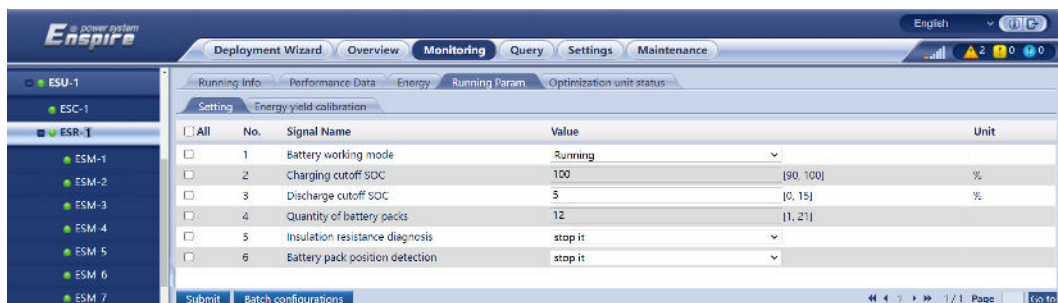 e power system
Enspire
English
Deployment Wizard Overview Monitoring Query Settings Maintenance
2 0 0
ESU-1
ESC-1
ESR-1
ESM-1
ESM-2
ESM-3
ESM-4
ESM-5
ESM 6
ESM 7
Running Info. Performance Data Energy Running Param Optimization unit status
Setting Energy yield calibration
All No. Signal Name Value Unit
1 Battery working mode Running
2 Charging cutoff SOC 100 [90, 100] %
3 Discharge cutoff SOC 5 [0, 15] %
4 Quantity of battery packs 12 [1, 21]
5 Insulation resistance diagnosis stop it
6 Battery pack position detection stop it
Submit Batch configurations 1/1 Page Go to